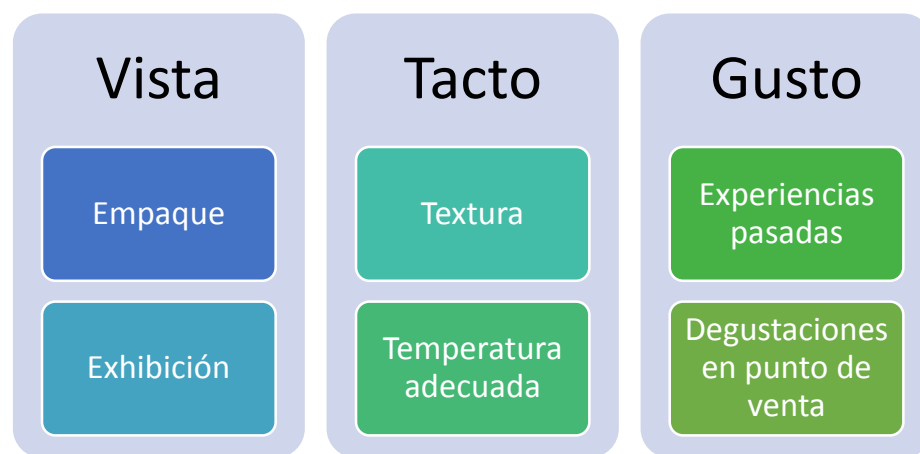 Vista
Empaque
Exhibición
Tacto
Textura
Temperatura
adecuada
Gusto
Experiencias
pasadas
Degustaciones
en punto de
venta